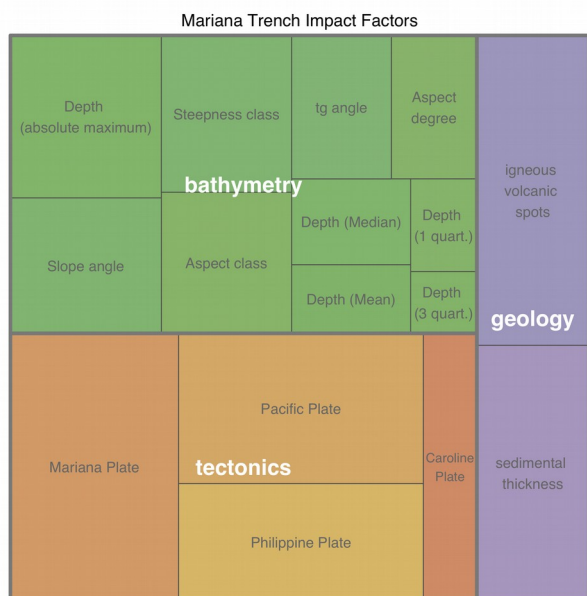 Mariana Trench Impact Factors
Depth
(absolute maximum)
Steepness class
tg angle
Aspect
degree
bathymetry
Slope angle
Aspect class
Depth (Median)
Depth
(1 quart.)
Depth (Mean)
Depth
(3 quart.)
igneous
volcanic
spots
geology
sedimental
thickness
Mariana Plate
Pacific Plate
tectonics
Philippine Plate
Caroline
Plate